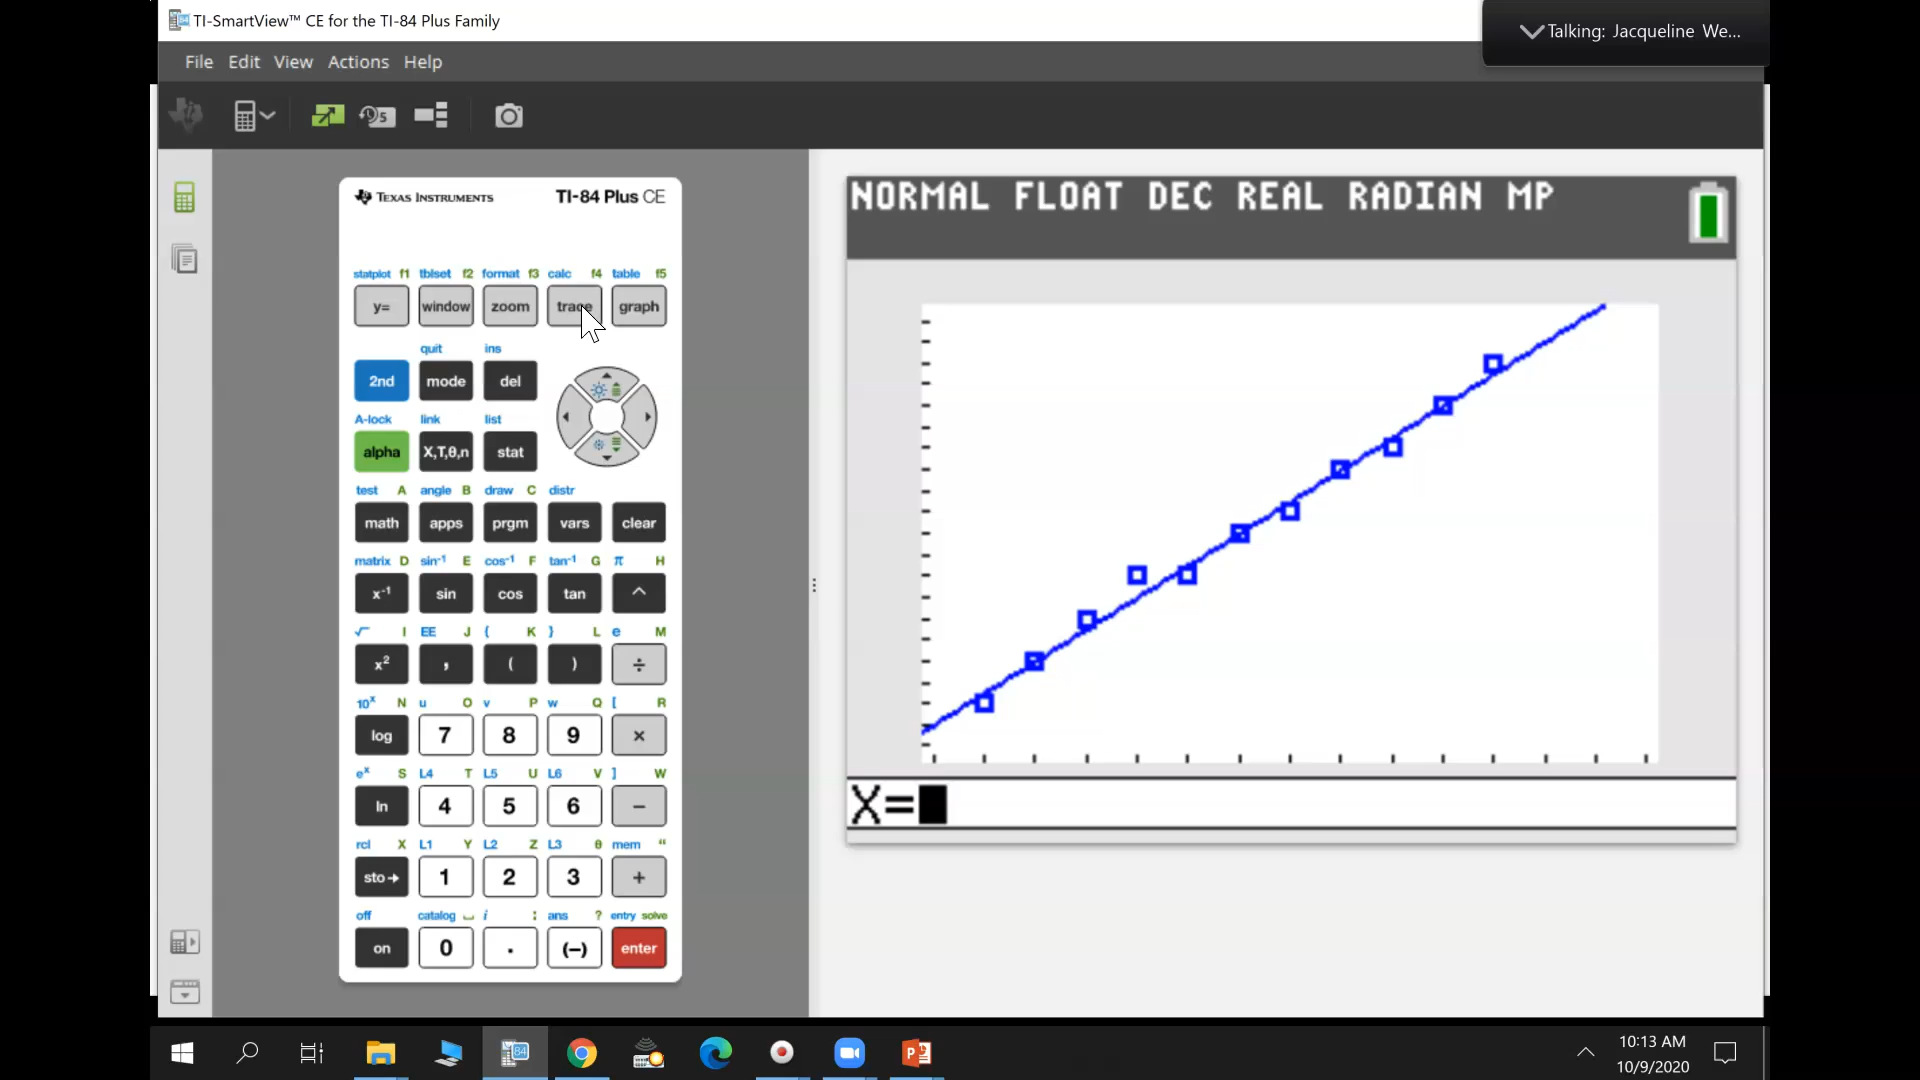 TI-SmartView™ CE for the TI-84 Plus Family
Talking: Jacqueline We...
File Edit View Actions Help
5
TEXAS INSTRUMENTS TI-84 Plus CE
NORMAL FLOAT DEC REAL RADIAN MP
statplot f1 tblset f2 format f3 calc f4 table f5
y= window zoom trace graph
quit ins
2nd mode del
A-lock link list
alpha X,T,θ,n stat
test A angle B draw C distr
math apps prgm vars clear
matrix D sin-1 E cos-1 F tan-1 G π H
x-1 sin cos tan ^
√ I EE J { K } L e M
x2 , ( ) ÷
10x N u O v P w Q [ R
log 7 8 9 ×
ex S L4 T L5 U L6 V ] W
ln 4 5 6 −
X=
rcl X L1 Y L2 Z L3 θ mem "
sto→ 1 2 3 +
off catalog ⎵ i : ans ? entry solve
on 0 . (−) enter
84
10:13 AM
10/9/2020